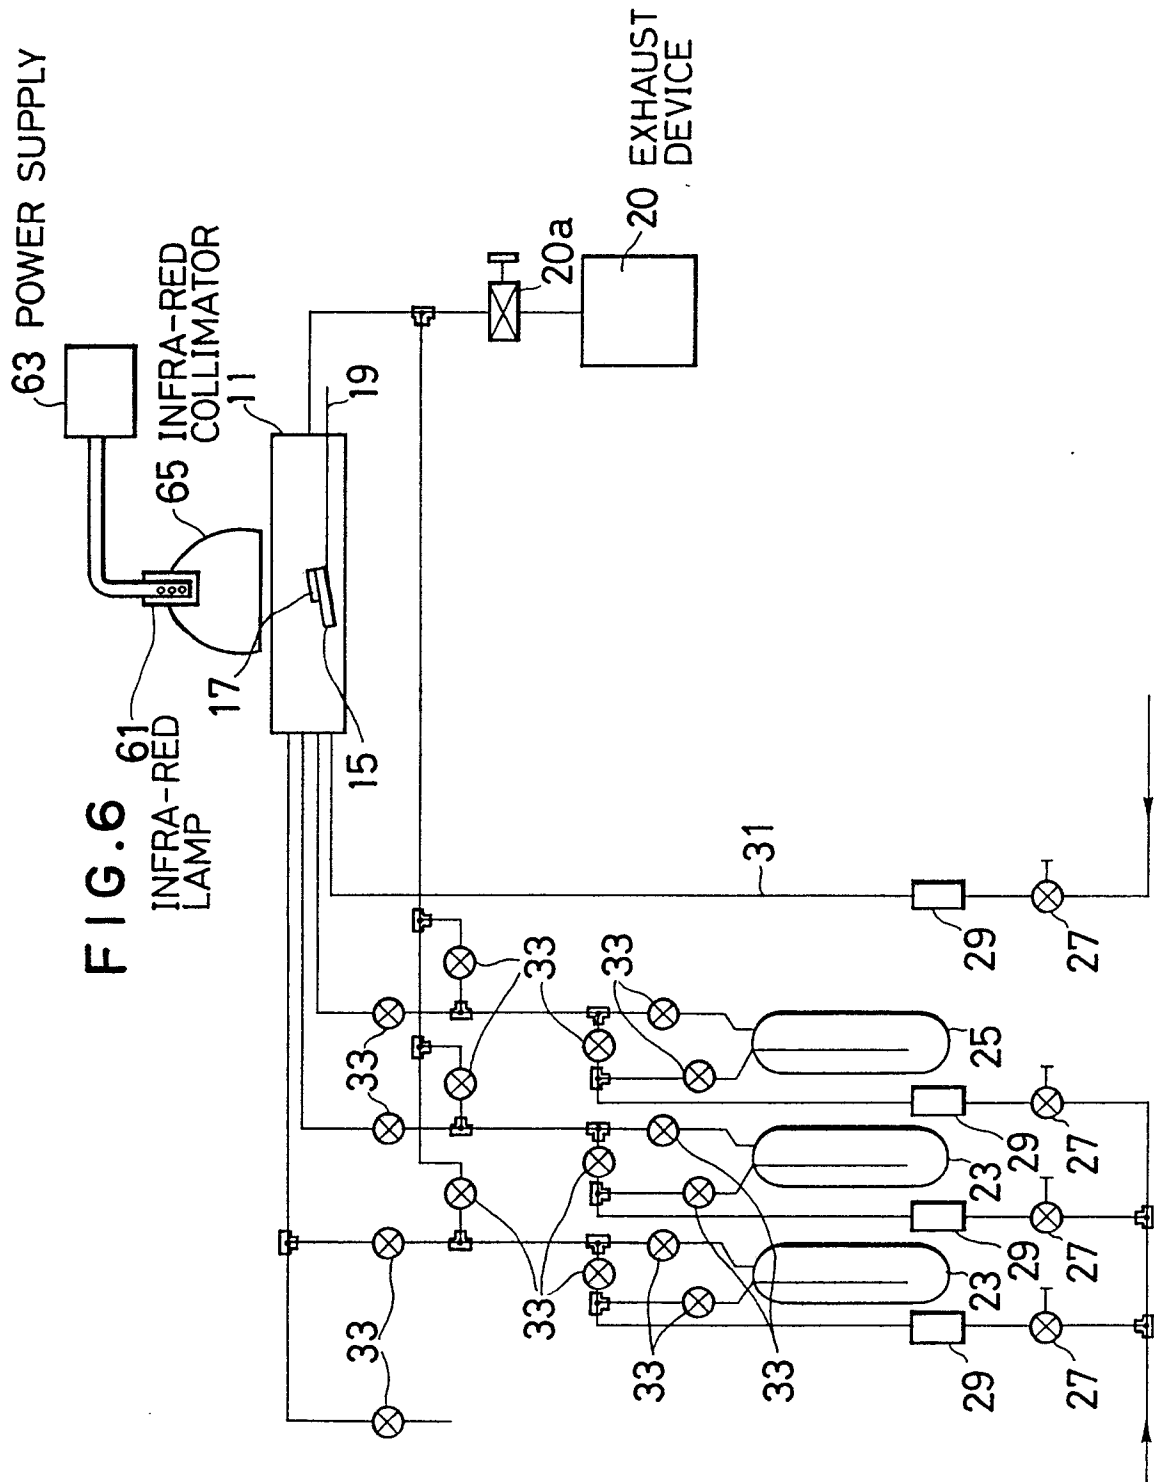 FIG.6
63 POWER SUPPLY
65 INFRA-RED
COLLIMATOR
11
61
INFRA-RED
LAMP
17
15
19
20a
20 EXHAUST
DEVICE
31
33
33
33
33
33
33
33
33
29
27
25
29
27
23
29
27
23
29
27